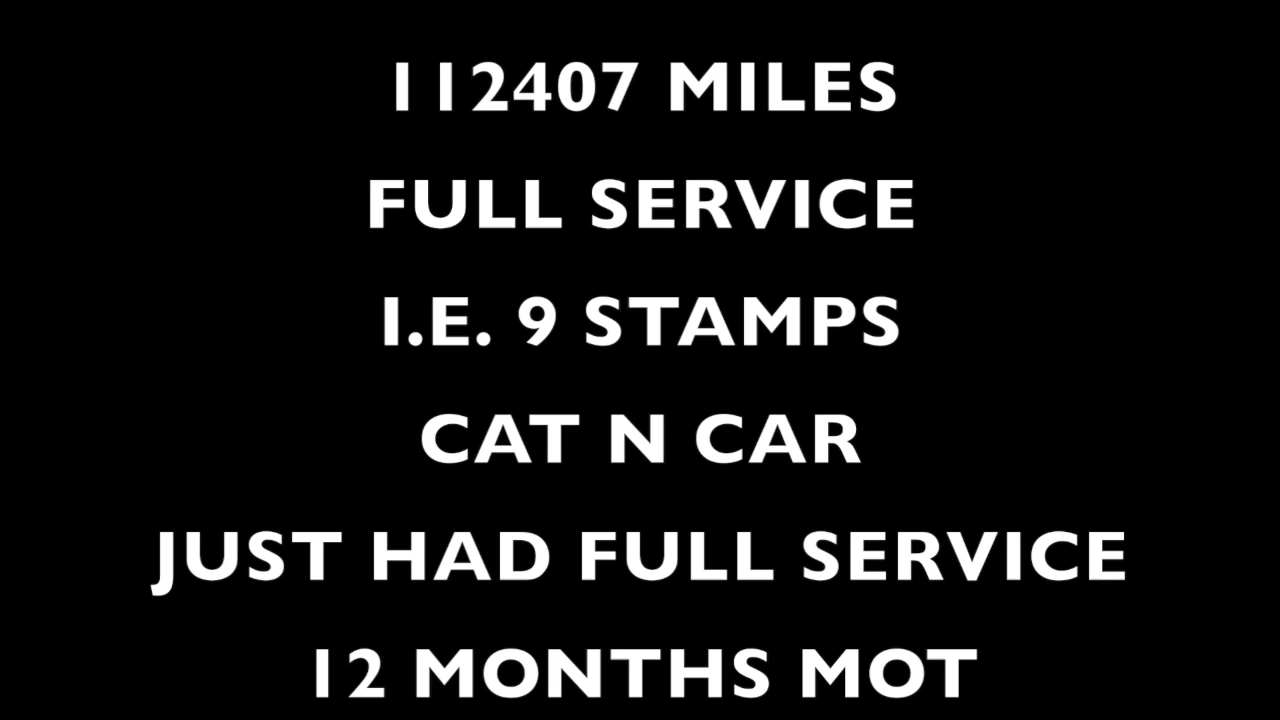 112407 MILES
FULL SERVICE
I.E. 9 STAMPS
CAT N CAR
JUST HAD FULL SERVICE
12 MONTHS MOT